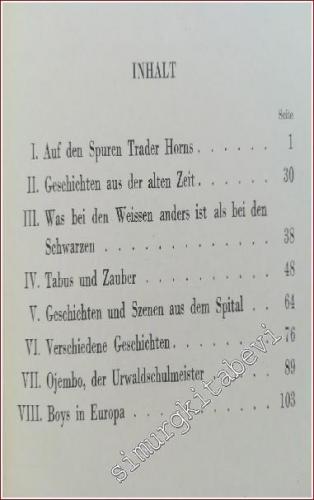 INHALT
Seite
I. Auf den Spuren Trader Horns . . . . . . 1
II. Geschichten aus der alten Zeit . . . . . . 30
III. Was bei den Weissen anders ist als bei den
Schwarzen . . . . . . . . . . . . 38
IV. Tabus und Zauber . . . . . . . . . 48
V. Geschichten und Szenen aus dem Spital . . 64
VI. Verschiedene Geschichten . . . . . . . 76
VII. Ojembo, der Urwaldschulmeister . . . . 89
VIII. Boys in Europa . . . . . . . . . . 103
simurgkitabevi